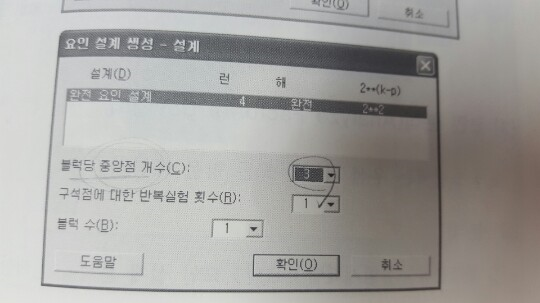 확인(O)
취소
요인 설계 생성 - 설계
설계(D) 런 해 2**(k-p)
완전 요인 설계 4 완전 2**2
블럭당 중앙점 개수(C): 3
구석점에 대한 반복실험 횟수(R): 1
블럭 수(B): 1
도움말 확인(O) 취소